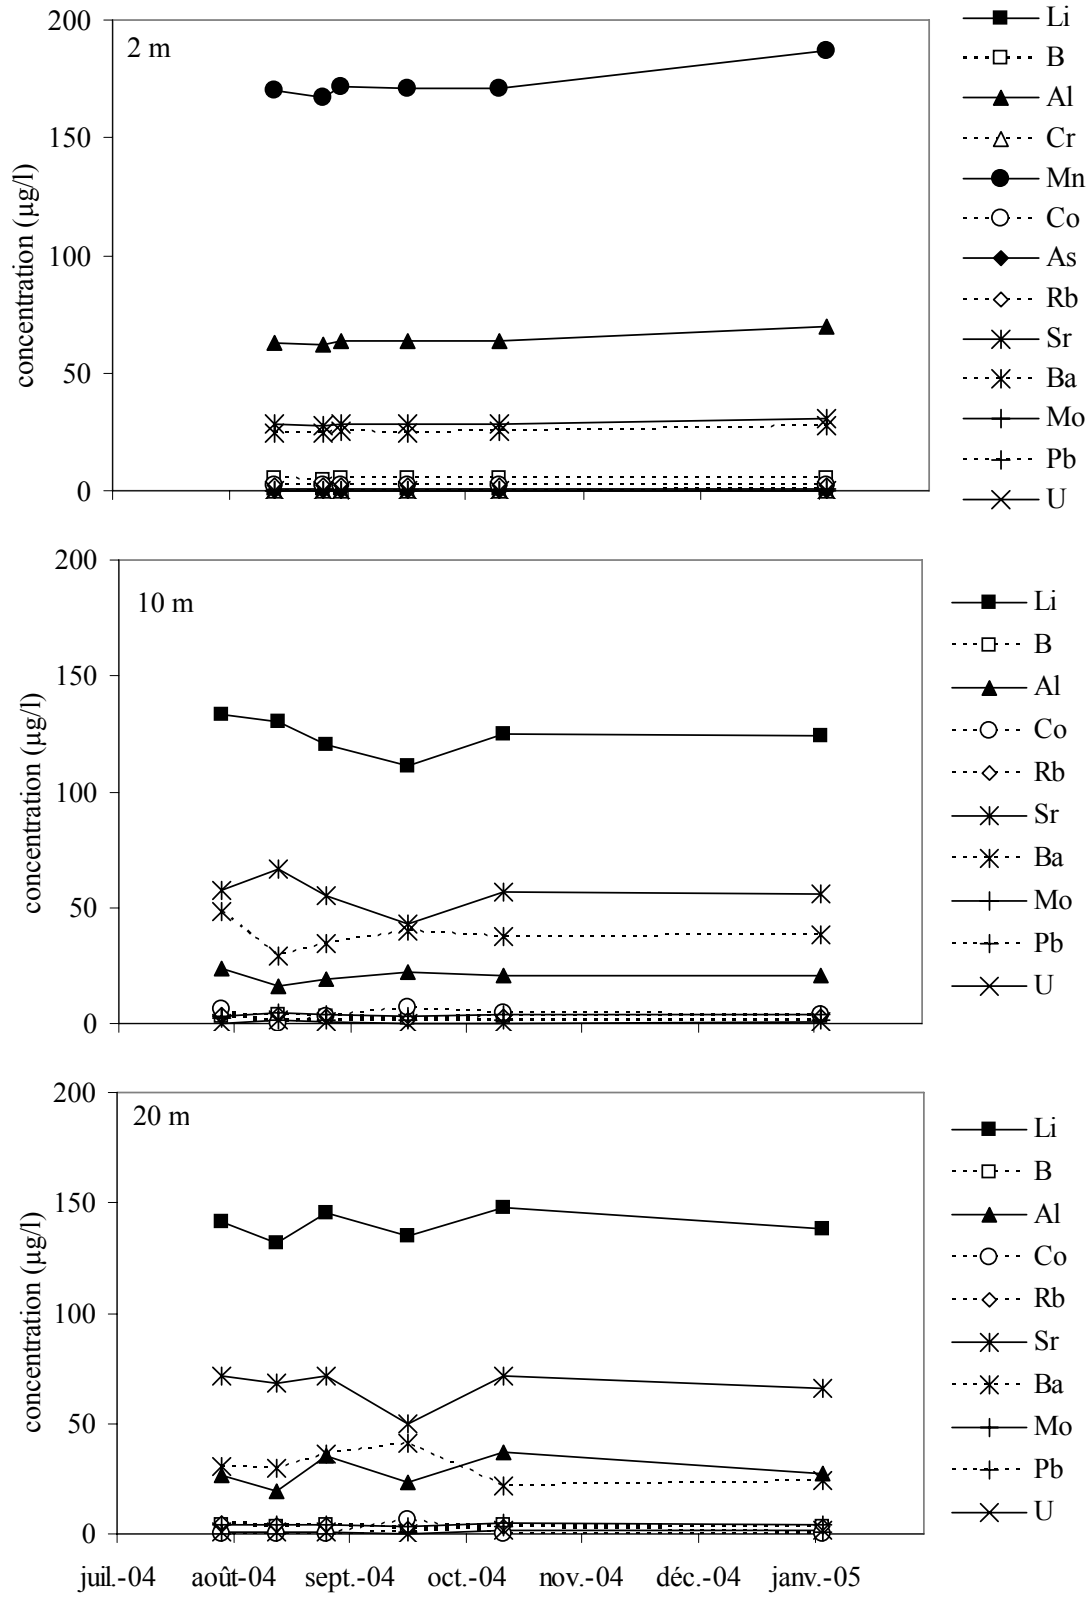 2 m
200
150
100
50
0
concentration (µg/l)
Li
B
Al
Cr
Mn
Co
As
Rb
Sr
Ba
Mo
Pb
U
10 m
200
150
100
50
0
concentration (µg/l)
Li
B
Al
Co
Rb
Sr
Ba
Mo
Pb
U
20 m
200
150
100
50
0
concentration (µg/l)
juil.-04 août-04 sept.-04 oct.-04 nov.-04 déc.-04 janv.-05
Li
B
Al
Co
Rb
Sr
Ba
Mo
Pb
U